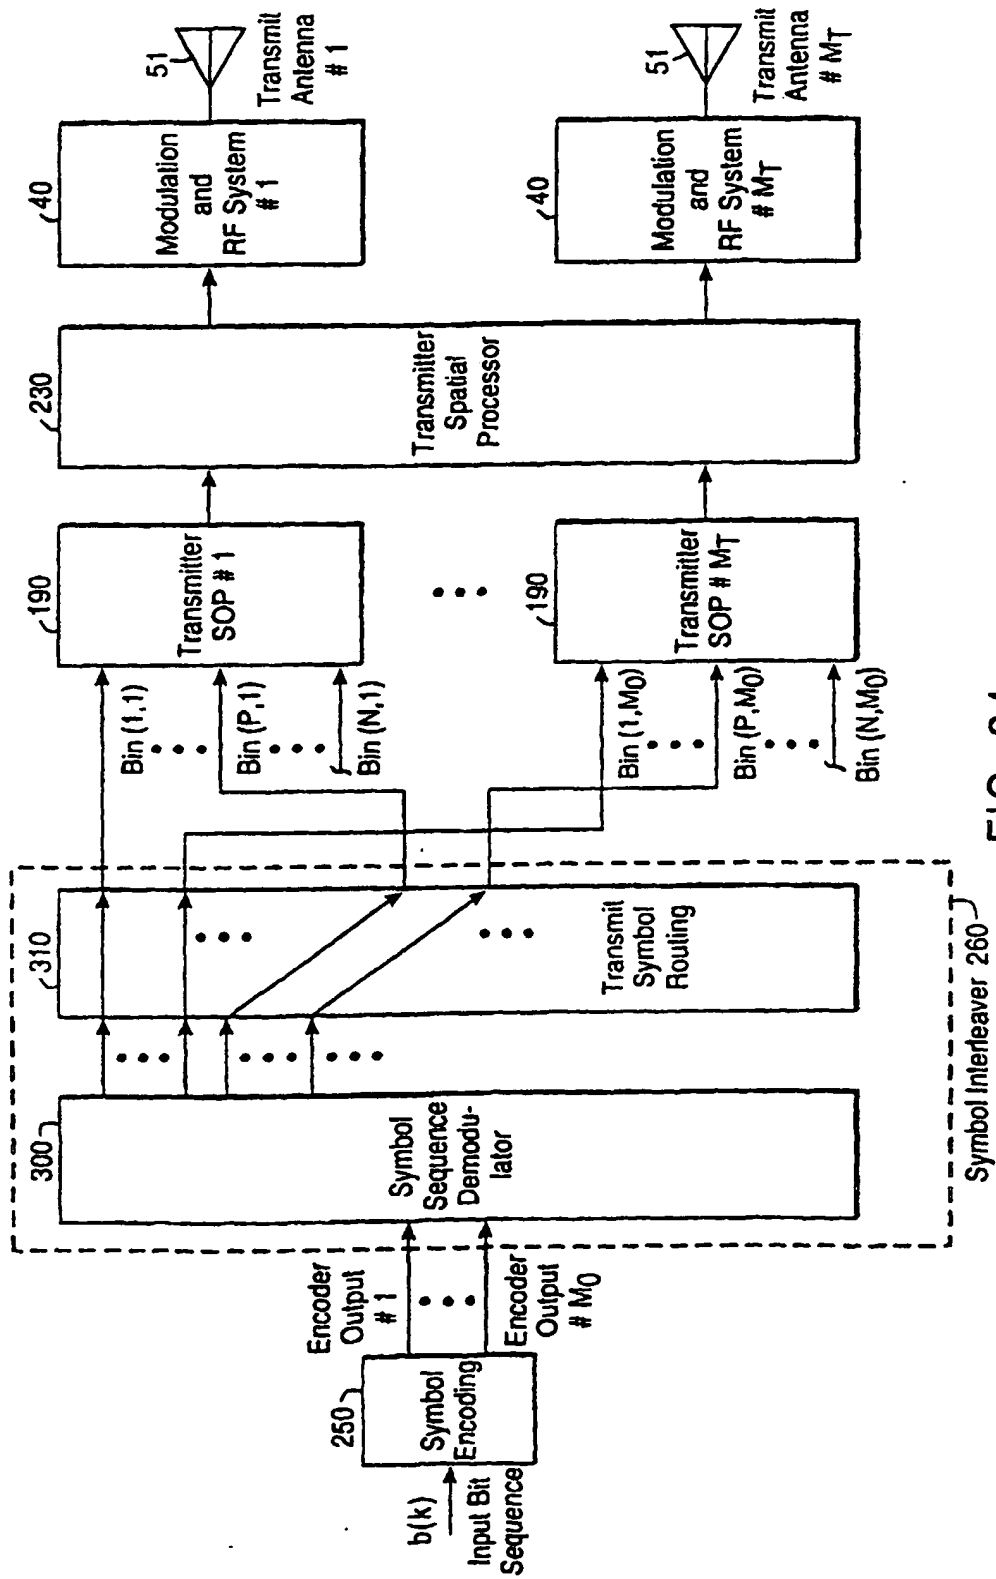 b(k)
Input Bit
Sequence
250
Symbol
Encoding
Encoder
Output
# 1
Encoder
Output
# M0
300
Symbol
Sequence
Demodu-
lator
310
Transmit
Symbol
Routing
Symbol Interleaver 260
Bin (1,1)
Bin (P,1)
Bin (N,1)
Bin (1,M0)
Bin (P,M0)
Bin (N,M0)
190
Transmitter
SOP # 1
190
Transmitter
SOP # MT
230
Transmitter
Spatial
Processor
40
Modulation
and
RF System
# 1
40
Modulation
and
RF System
# MT
51
Transmit
Antenna
# 1
51
Transmit
Antenna
# MT